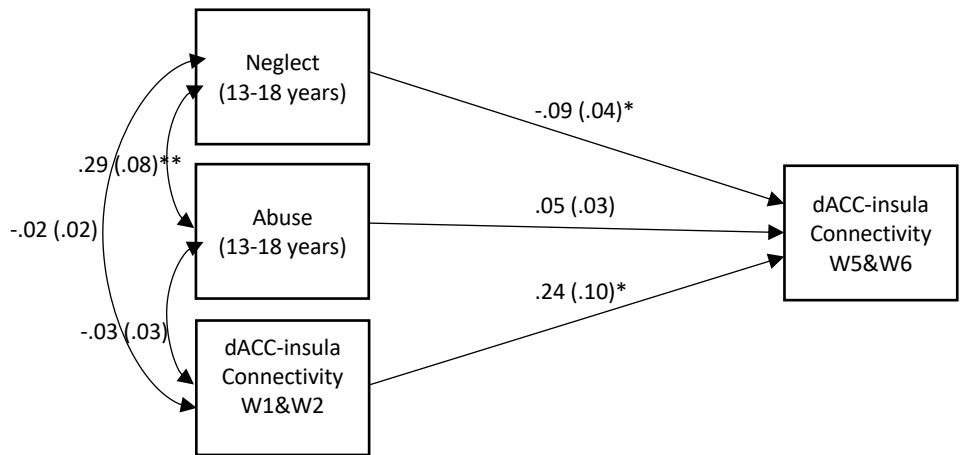 Neglect
(13-18 years)
-.09 (.04)*
.29 (.08)**
dACC-insula
Connectivity
W5&W6
Abuse
(13-18 years)
.05 (.03)
-.02 (.02)
.24 (.10)*
-.03 (.03)
dACC-insula
Connectivity
W1&W2